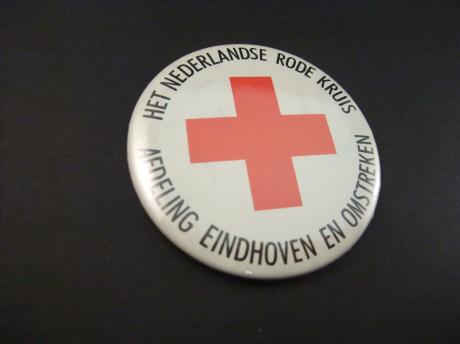 HET NEDERLANDSE RODE KRUIS
AFDELING EINDHOVEN EN OMSTREKEN